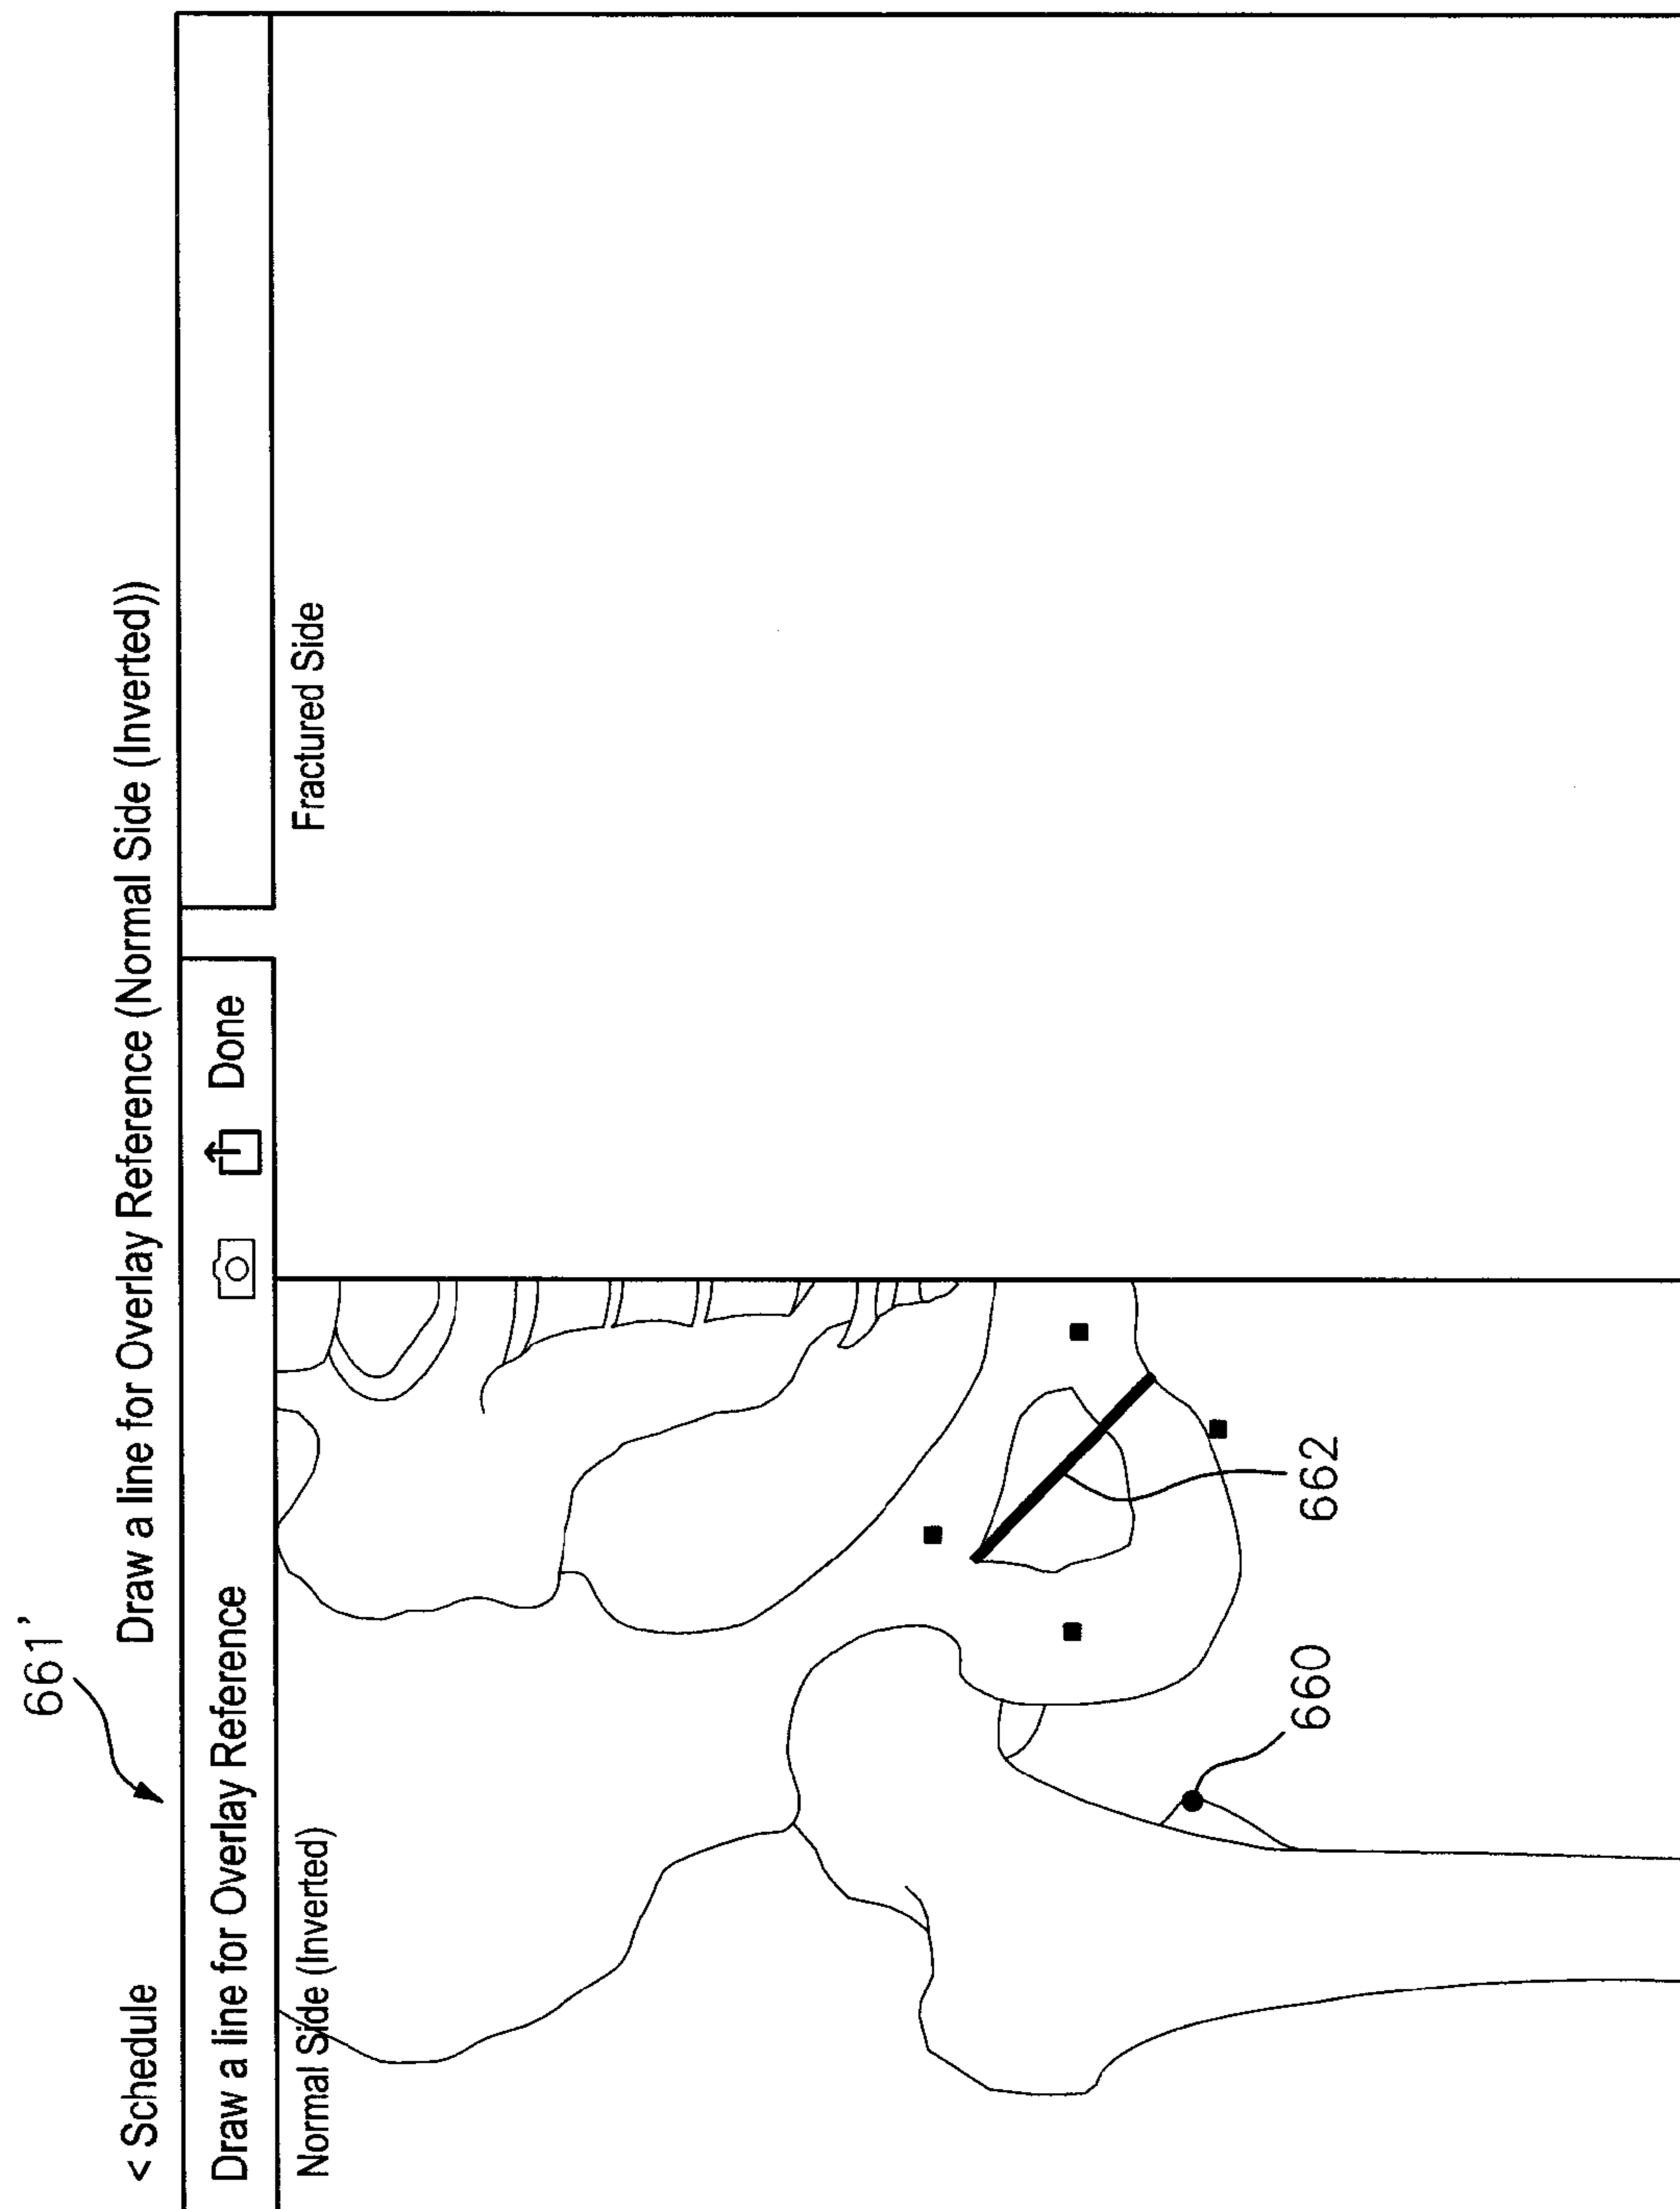 661’
< Schedule
Draw a line for Overlay Reference (Normal Side (Inverted))
Draw a line for Overlay Reference
Done
Normal Side (Inverted)
Fractured Side
660
662